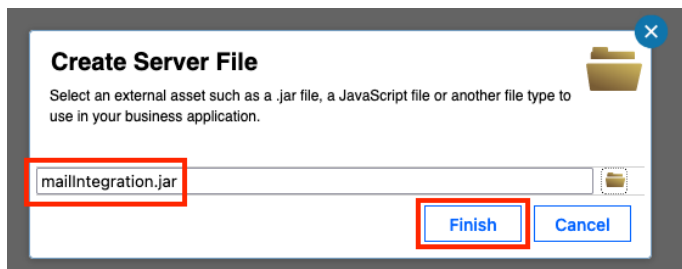 Create Server File
Select an external asset such as a .jar file, a JavaScript file or another file type to
use in your business application.
mailIntegration.jar
Finish
Cancel